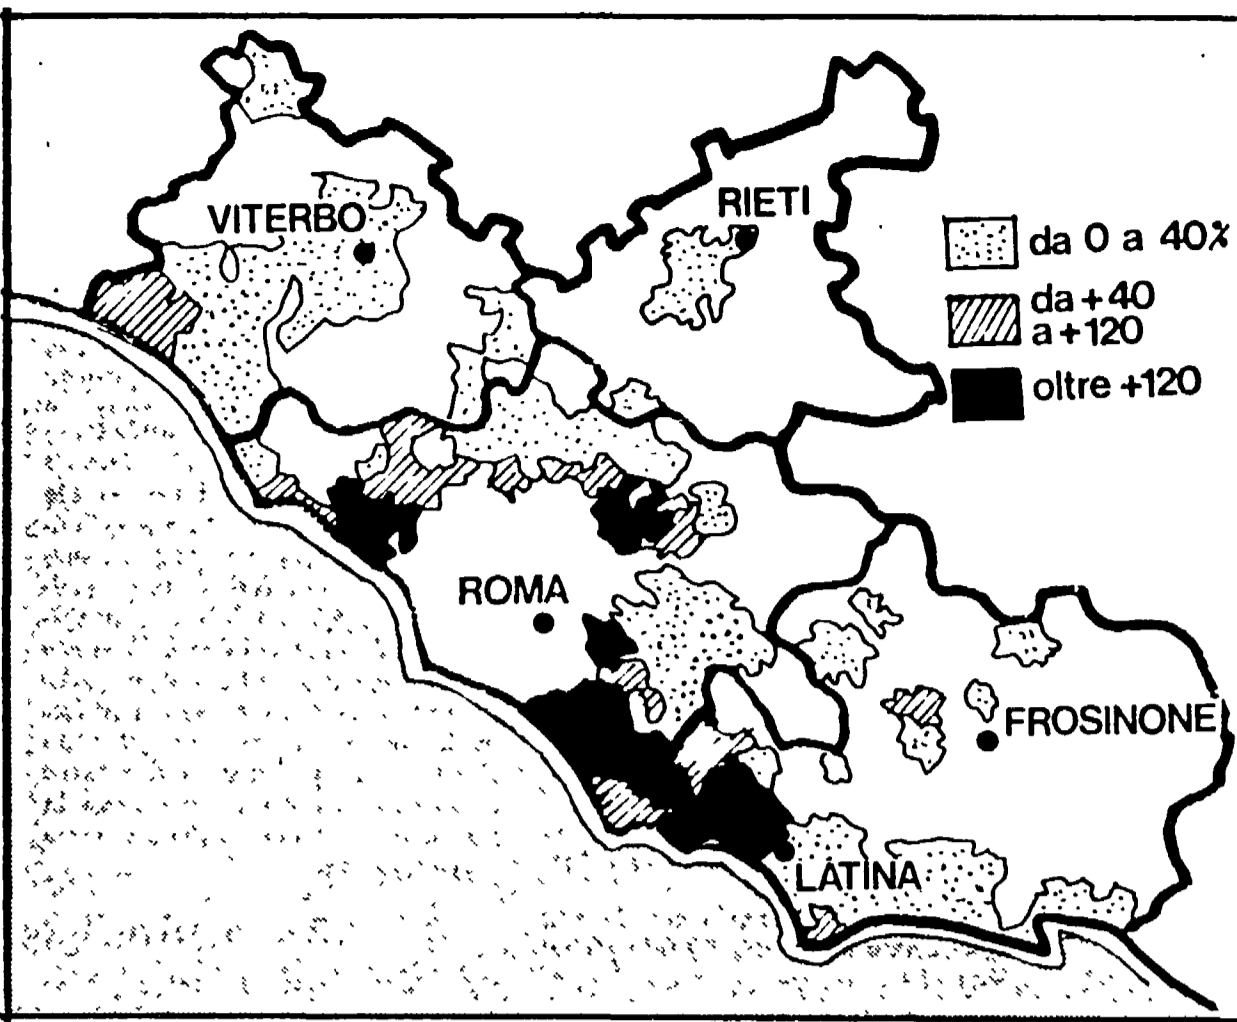 VITERBO
RIETI
da 0 a 40%
da +40
a +120
oltre +120
ROMA
FROSINONE
LATINA